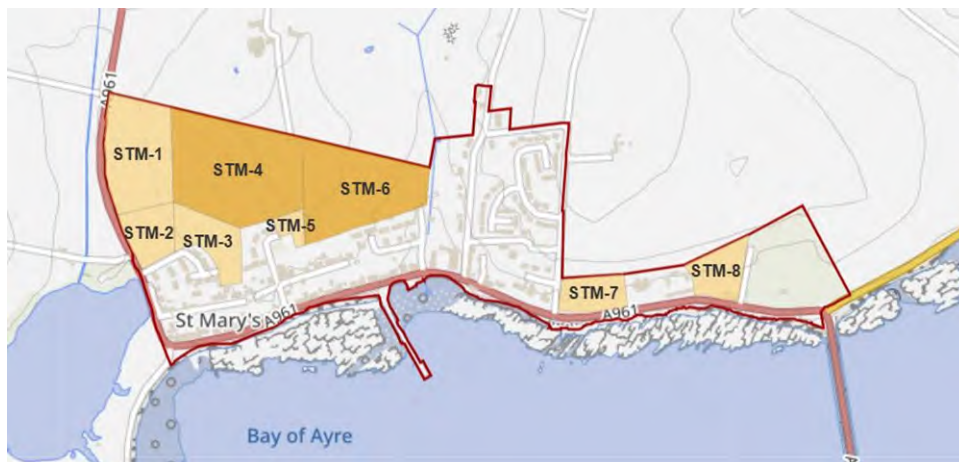 A961
STM-1
STM-4
STM-6
STM-2
STM-3
STM-5
STM-8
STM-7
St Mary's
A961
A961
Bay of Ayre
A